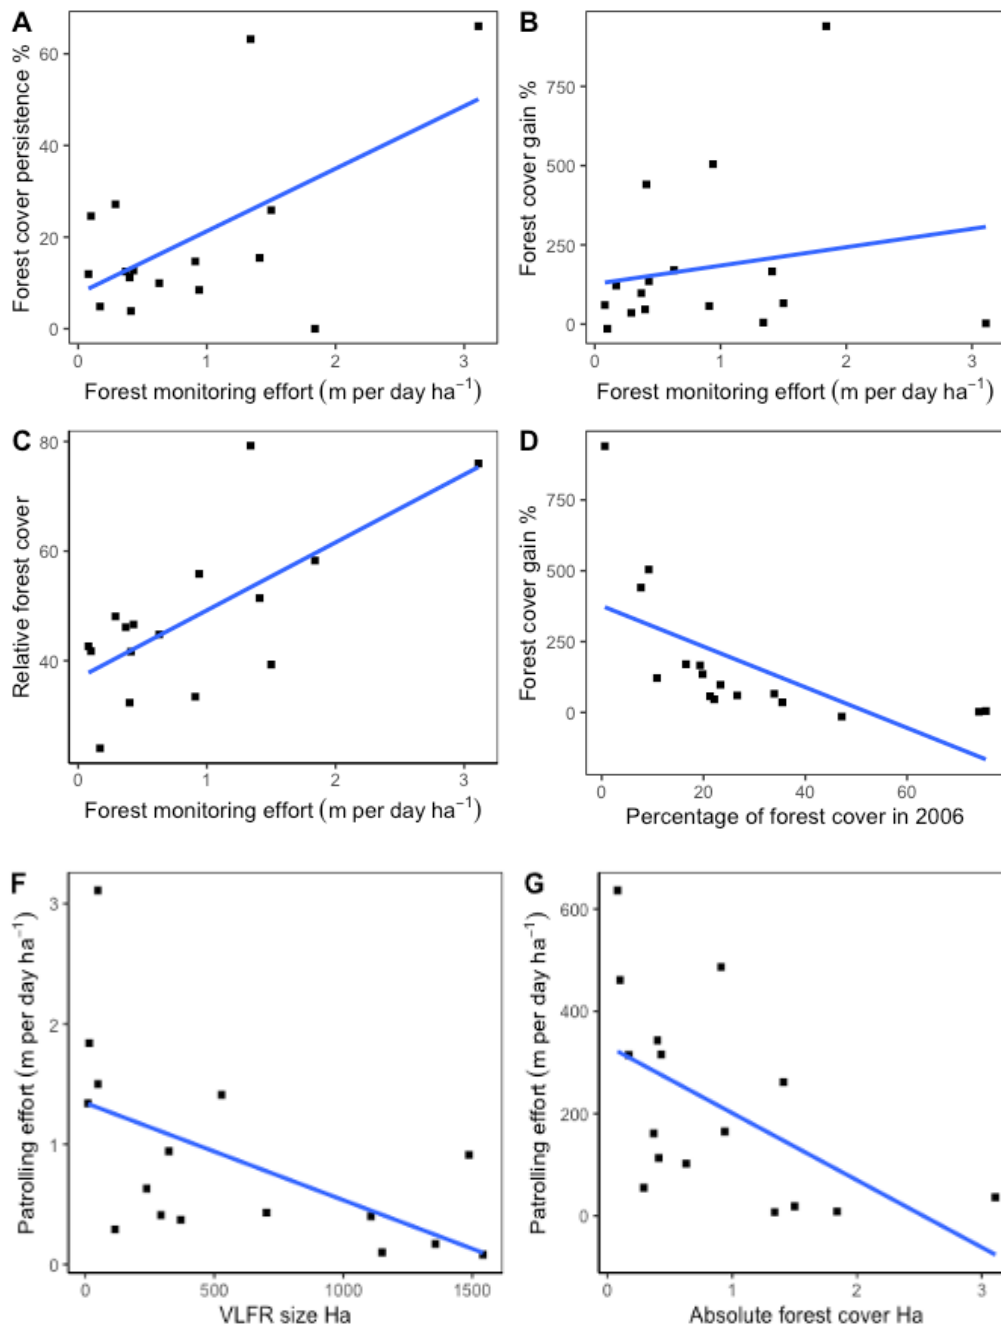 A
Forest cover persistence %
60
40
20
0
0 1 2 3
Forest monitoring effort (m per day ha⁻¹)
B
Forest cover gain %
750
500
250
0
0 1 2 3
Forest monitoring effort (m per day ha⁻¹)
C
Relative forest cover
80
60
40
0 1 2 3
Forest monitoring effort (m per day ha⁻¹)
D
Forest cover gain %
750
500
250
0
0 20 40 60
Percentage of forest cover in 2006
F
Patrolling effort (m per day ha⁻¹)
3
2
1
0
0 500 1000 1500
VLFR size Ha
G
Patrolling effort (m per day ha⁻¹)
600
400
200
0
0 1 2 3
Absolute forest cover Ha